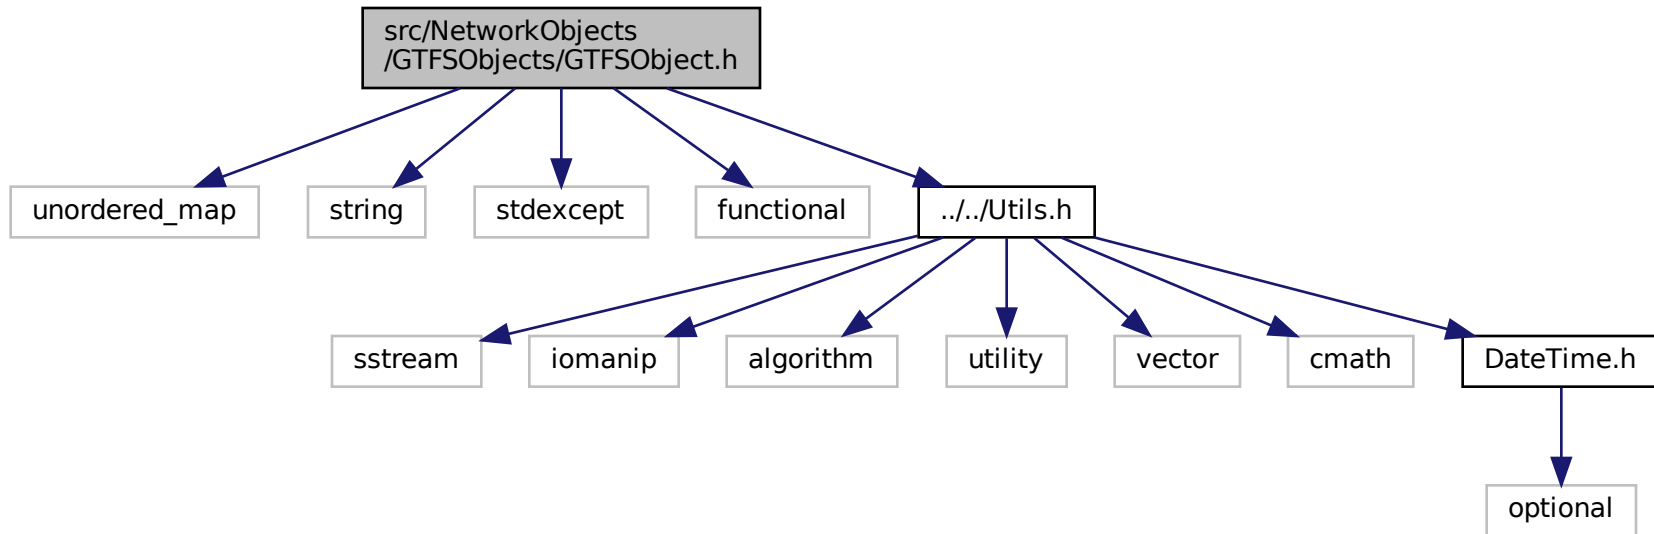 src/NetworkObjects
/GTFSObjects/GTFSObject.h
unordered_map
string
stdexcept
functional
../../Utils.h
sstream
iomanip
algorithm
utility
vector
cmath
DateTime.h
optional